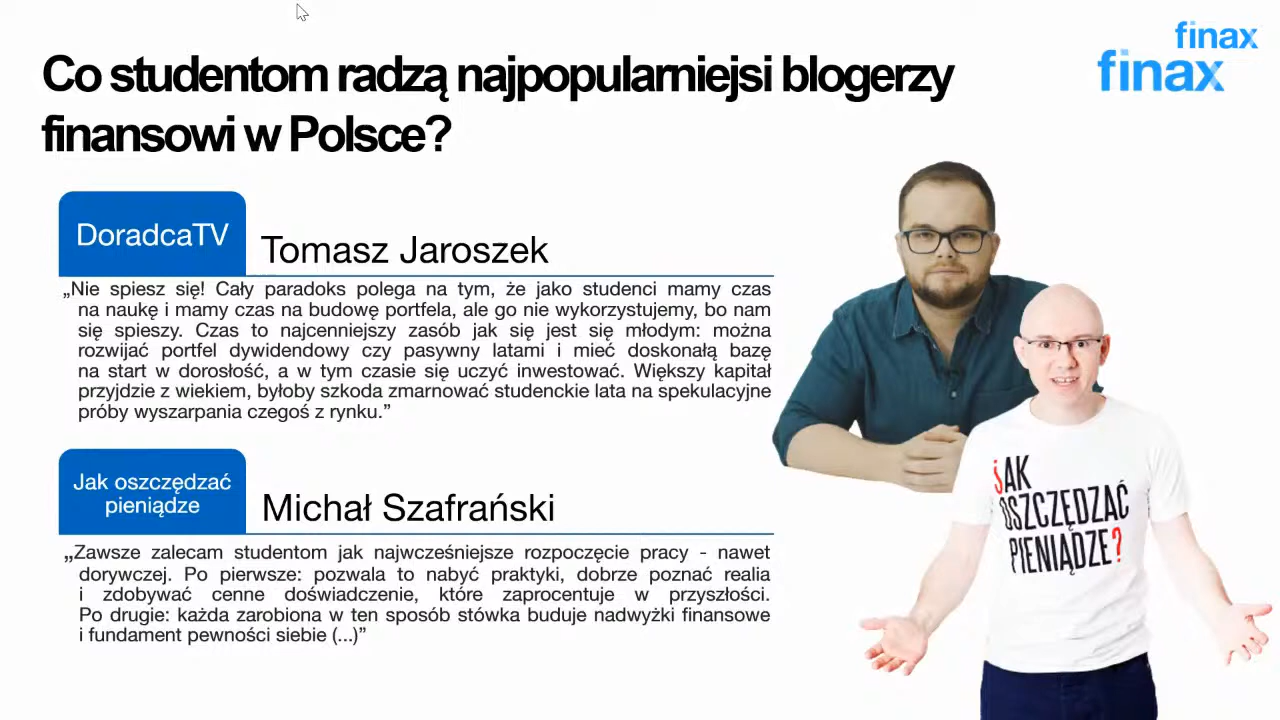 finax
finax
Co studentom radzą najpopularniejsi blogerzy
finansowi w Polsce?
DoradcaTV
Tomasz Jaroszek
„Nie spiesz się! Cały paradoks polega na tym, że jako studenci mamy czas
na naukę i mamy czas na budowę portfela, ale go nie wykorzystujemy, bo nam
się spieszy. Czas to najcenniejszy zasób jak się jest się młodym: można
rozwijać portfel dywidendowy czy pasywny latami i mieć doskonałą bazę
na start w dorosłość, a w tym czasie się uczyć inwestować. Większy kapitał
przyjdzie z wiekiem, byłoby szkoda zmarnować studenckie lata na spekulacyjne
próby wyszarpania czegoś z rynku.”
Jak oszczędzać
pieniądze
Michał Szafrański
„Zawsze zalecam studentom jak najwcześniejsze rozpoczęcie pracy - nawet
dorywczej. Po pierwsze: pozwala to nabyć praktyki, dobrze poznać realia
i zdobywać cenne doświadczenie, które zaprocentuje w przyszłości.
Po drugie: każda zarobiona w ten sposób stówka buduje nadwyżki finansowe
i fundament pewności siebie (...)”
jAK
OSZCZĘDZAĆ
PIENIĄDZE?